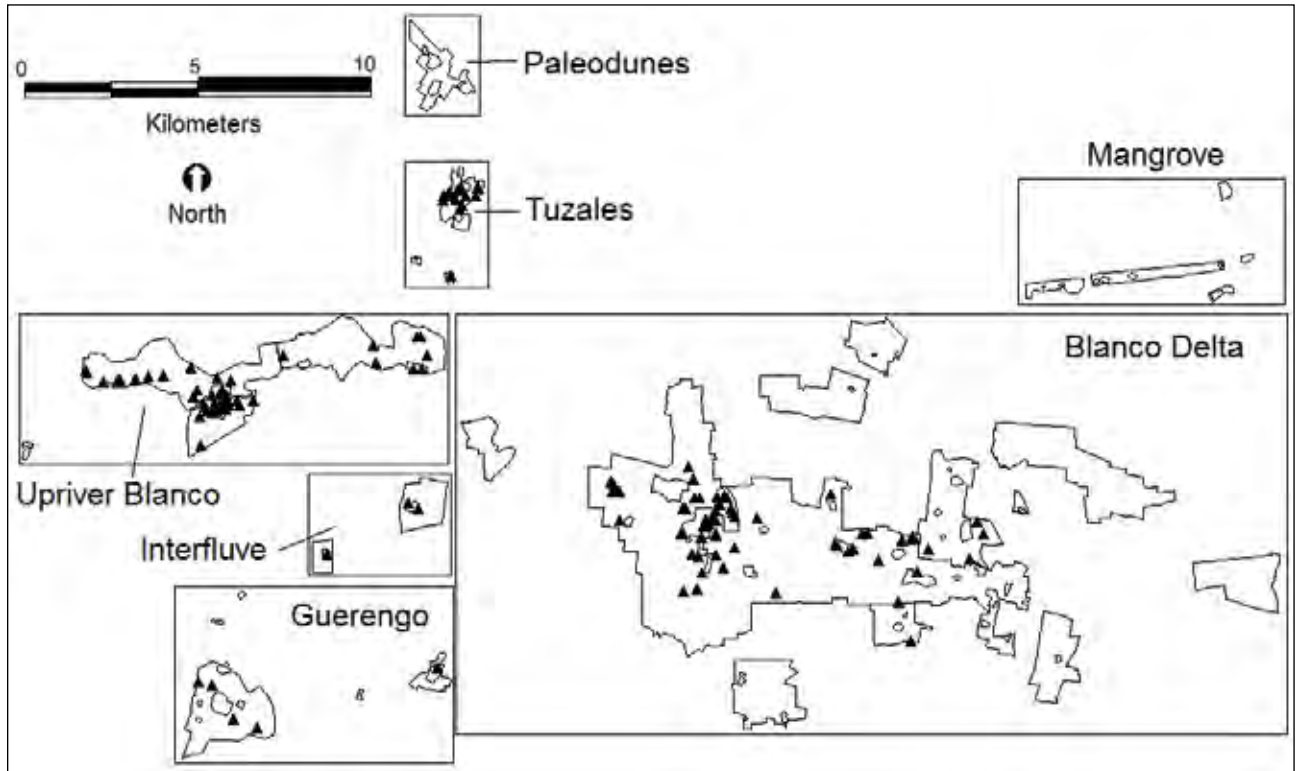 0 5 10
Kilometers
North
Paleodunes
Tuzales
Mangrove
Blanco Delta
Upriver Blanco
Interfluve
Guerengo